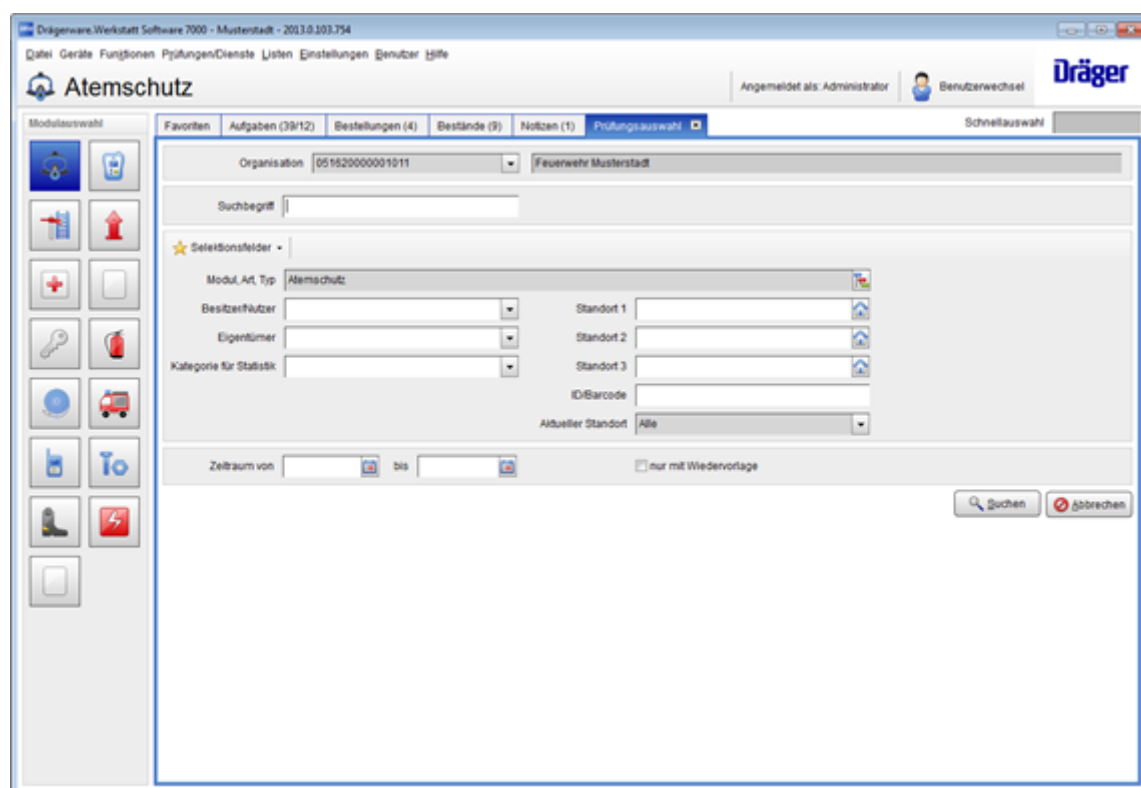 Drägerware.Werkstatt Software 7000 - Musterstadt - 2013.0.103.754
Datei Geräte Funktionen Prüfungen/Dienste Listen Einstellungen Benutzer Hilfe
Atemschutz
Angemeldet als: Administrator
Benutzerwechsel
Dräger
Modulauswahl
Favoriten Aufgaben (39/12) Bestellungen (4) Bestände (9) Notizen (1) Prüfungsauswahl
Schnellauswahl
Organisation 051620000001011 Feuerwehr Musterstadt
Suchbegriff
Selektionsfelder
Modul, Art, Typ Atemschutz
Besitzer/Nutzer Standort 1
Eigentümer Standort 2
Kategorie für Statistik Standort 3
ID/Barcode
Aktueller Standort Alle
Zeitraum von bis nur mit Wiedervorlage
Suchen Abbrechen